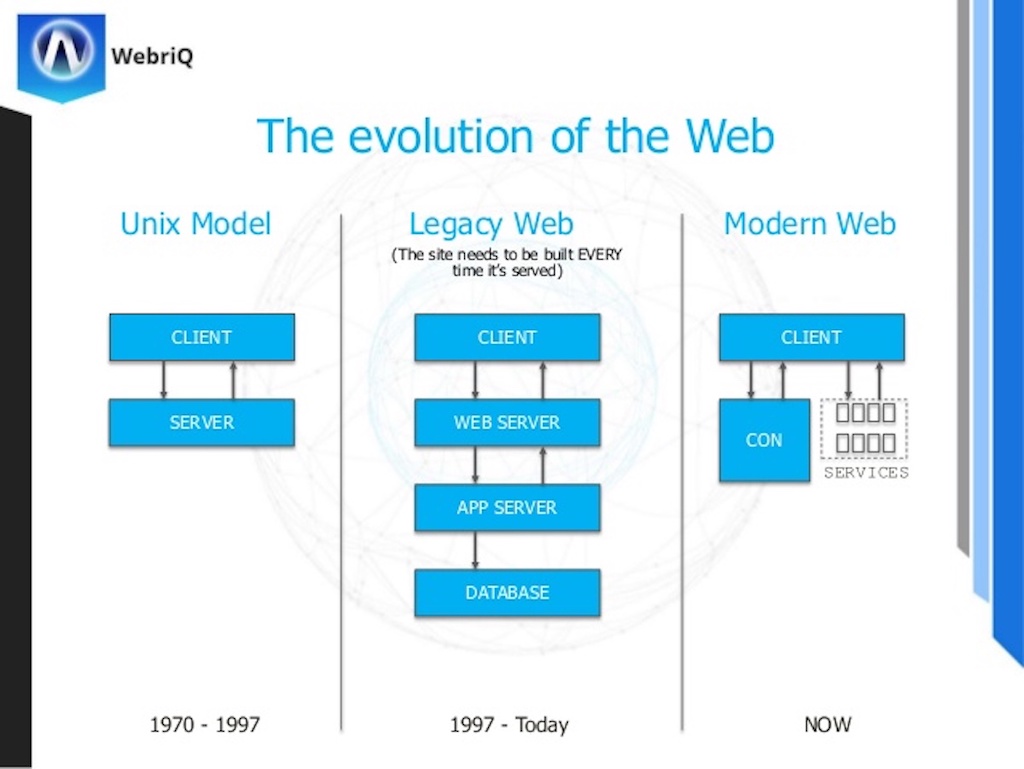 WebriQ
The evolution of the Web
Unix Model
CLIENT
SERVER
1970 - 1997
Legacy Web
(The site needs to be built EVERY
time it's served)
CLIENT
WEB SERVER
APP SERVER
DATABASE
1997 - Today
Modern Web
CLIENT
CON
SERVICES
NOW